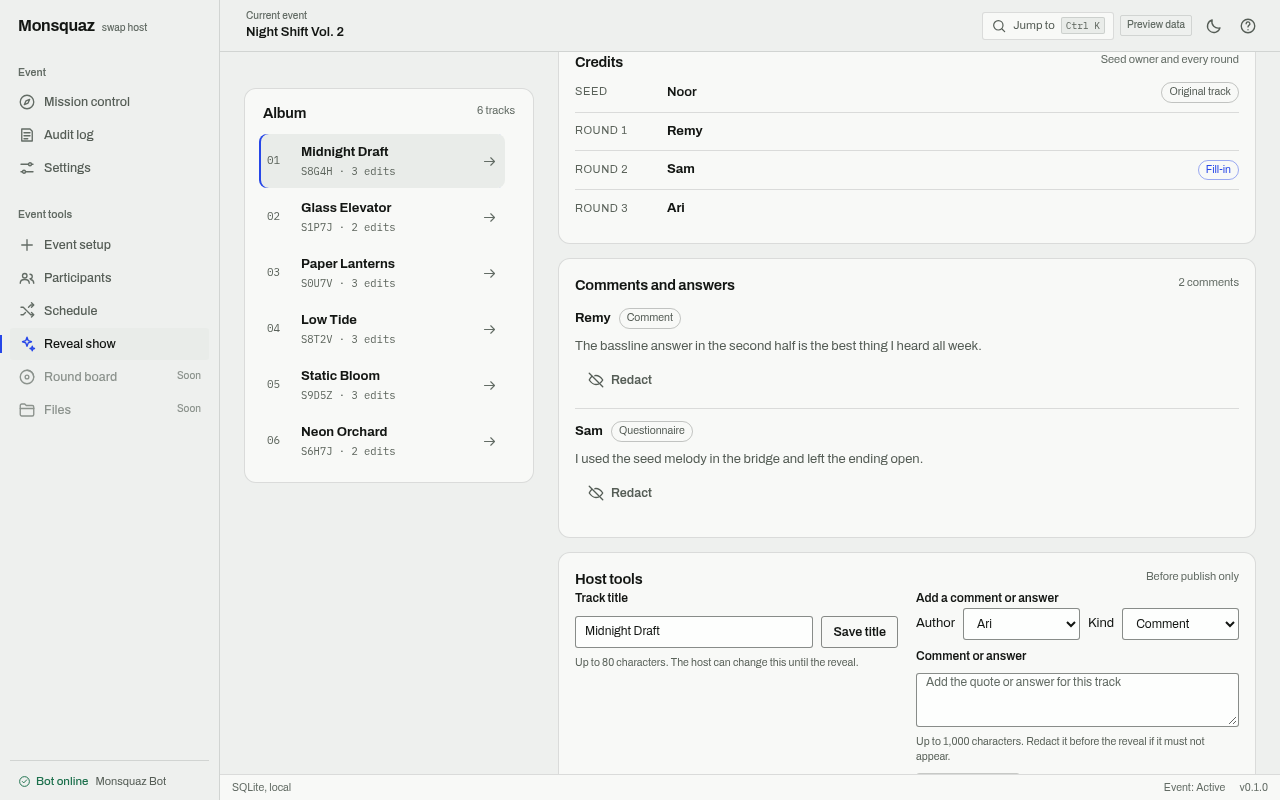 Monsquaz swap host
Event
Mission control
Audit log
Settings
Event tools
Event setup
Participants
Schedule
Reveal show
Round board Soon
Files Soon
Bot online Monsquaz Bot
Current event
Night Shift Vol. 2
Jump to Ctrl K
Preview data
Album 6 tracks
01 Midnight Draft
S8G4H · 3 edits
02 Glass Elevator
S1P7J · 2 edits
03 Paper Lanterns
S0U7V · 3 edits
04 Low Tide
S8T2V · 3 edits
05 Static Bloom
S9D5Z · 3 edits
06 Neon Orchard
S6H7J · 2 edits
Credits Seed owner and every round
SEED Noor Original track
ROUND 1 Remy
ROUND 2 Sam Fill-in
ROUND 3 Ari
Comments and answers 2 comments
Remy Comment
The bassline answer in the second half is the best thing I heard all week.
Redact
Sam Questionnaire
I used the seed melody in the bridge and left the ending open.
Redact
Host tools Before publish only
Track title
Midnight Draft Save title
Up to 80 characters. The host can change this until the reveal.
Add a comment or answer
Author Ari Kind Comment
Comment or answer
Add the quote or answer for this track
Up to 1,000 characters. Redact it before the reveal if it must not
appear.
SQLite, local Event: Active v0.1.0